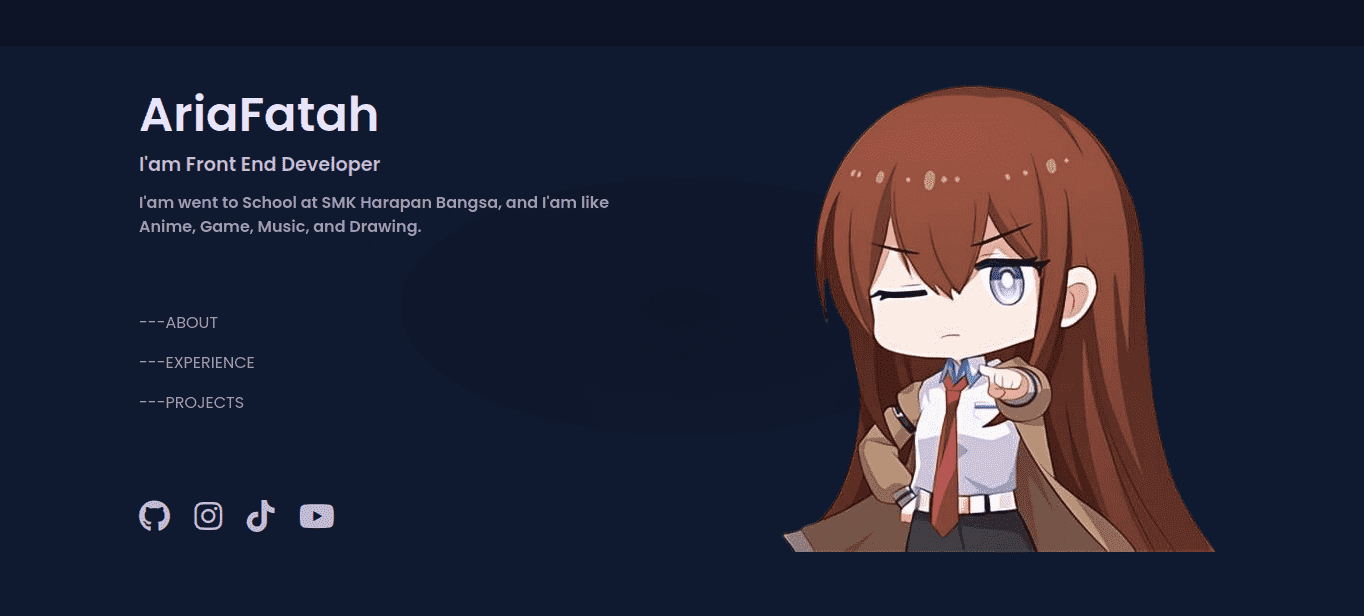 AriaFatah
I'am Front End Developer
I'am went to School at SMK Harapan Bangsa, and I'am like
Anime, Game, Music, and Drawing.
---ABOUT
---EXPERIENCE
---PROJECTS